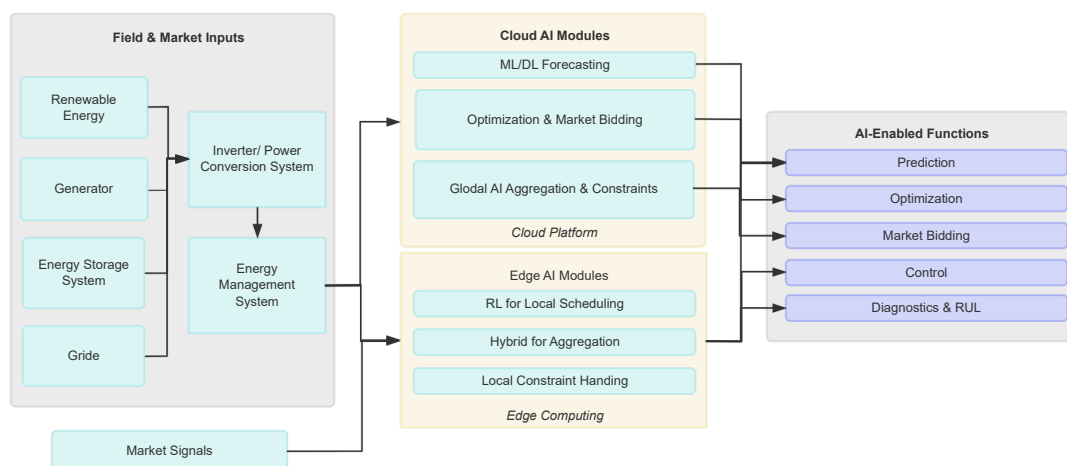 Field & Market Inputs
Renewable
Energy
Generator
Energy Storage
System
Gride
Inverter/ Power
Conversion System
Energy
Management
System
Market Signals
Cloud AI Modules
ML/DL Forecasting
Optimization & Market Bidding
Glodal AI Aggregation & Constraints
Cloud Platform
Edge AI Modules
RL for Local Scheduling
Hybrid for Aggregation
Local Constraint Handing
Edge Computing
AI-Enabled Functions
Prediction
Optimization
Market Bidding
Control
Diagnostics & RUL